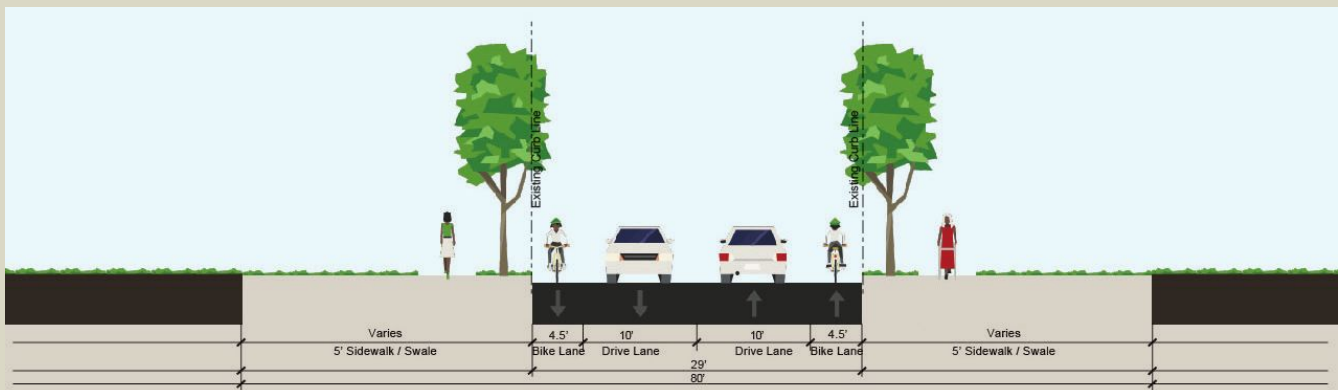 Existing Curb Line
Existing Curb Line
Varies
4.5'
10'
10'
4.5'
Varies
5' Sidewalk / Swale
Bike Lane
Drive Lane
Drive Lane
Bike Lane
5' Sidewalk / Swale
29'
80'